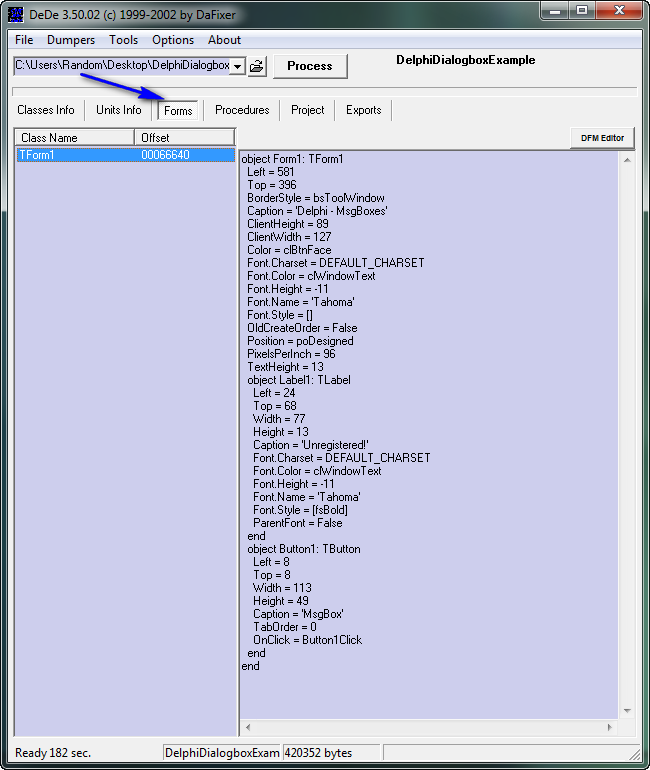 DeDe 3.50.02 (c) 1999-2002 by DaFixer
File Dumpers Tools Options About
C:\Users\Random\Desktop\DelphiDialogbox
Process
DelphiDialogboxExample
Classes Info Units Info Forms Procedures Project Exports
Class Name Offset
DFM Editor
TForm1 00066640
object Form1: TForm1
Left = 581
Top = 396
BorderStyle = bsToolWindow
Caption = 'Delphi - MsgBoxes'
ClientHeight = 89
ClientWidth = 127
Color = clBtnFace
Font.Charset = DEFAULT_CHARSET
Font.Color = clWindowText
Font.Height = -11
Font.Name = 'Tahoma'
Font.Style = []
OldCreateOrder = False
Position = poDesigned
PixelsPerInch = 96
TextHeight = 13
object Label1: TLabel
Left = 24
Top = 68
Width = 77
Height = 13
Caption = 'Unregistered!'
Font.Charset = DEFAULT_CHARSET
Font.Color = clWindowText
Font.Height = -11
Font.Name = 'Tahoma'
Font.Style = [fsBold]
ParentFont = False
end
object Button1: TButton
Left = 8
Top = 8
Width = 113
Height = 49
Caption = 'MsgBox'
TabOrder = 0
OnClick = Button1Click
end
end
Ready 182 sec. DelphiDialogboxExam 420352 bytes